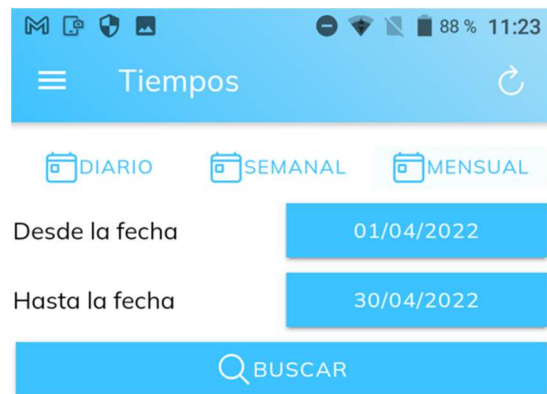 88 % 11:23
Tiempos
DIARIO SEMANAL MENSUAL
Desde la fecha 01/04/2022
Hasta la fecha 30/04/2022
BUSCAR